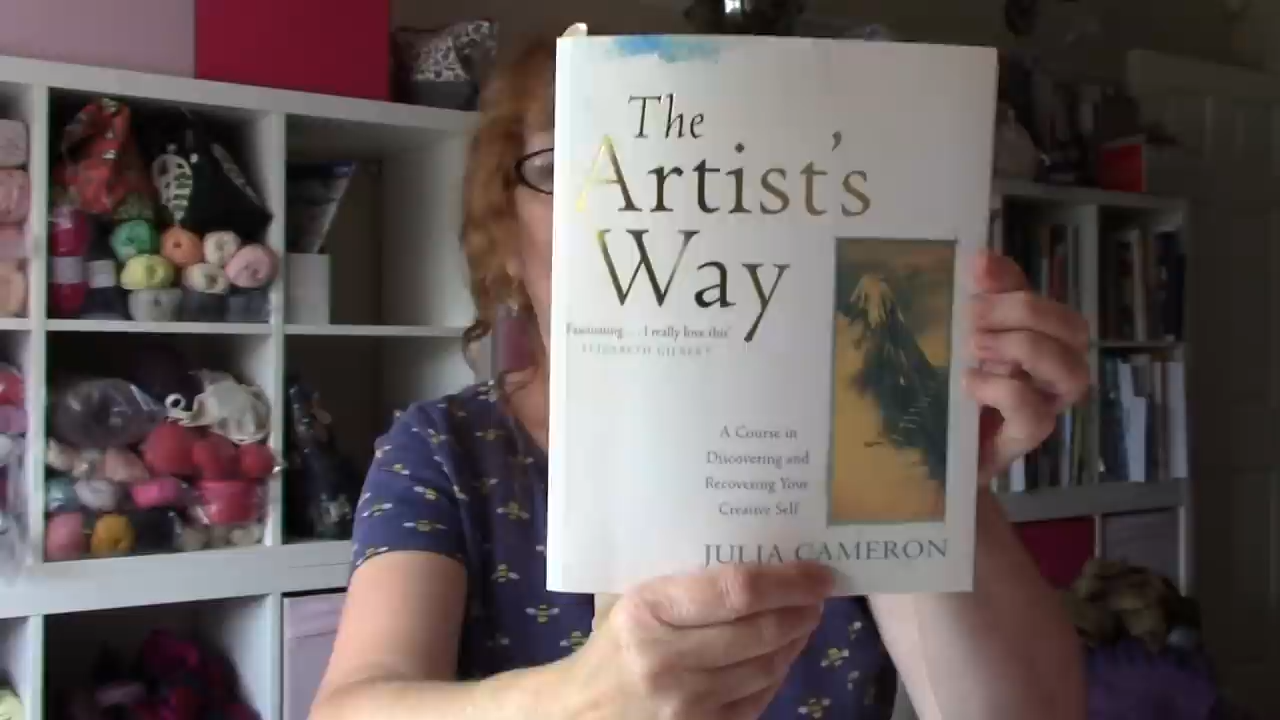 The
Artist's
Way
'Fascinating ... I really love this'
ELIZABETH GILBERT
A Course in
Discovering and
Recovering Your
Creative Self
JULIA CAMERON